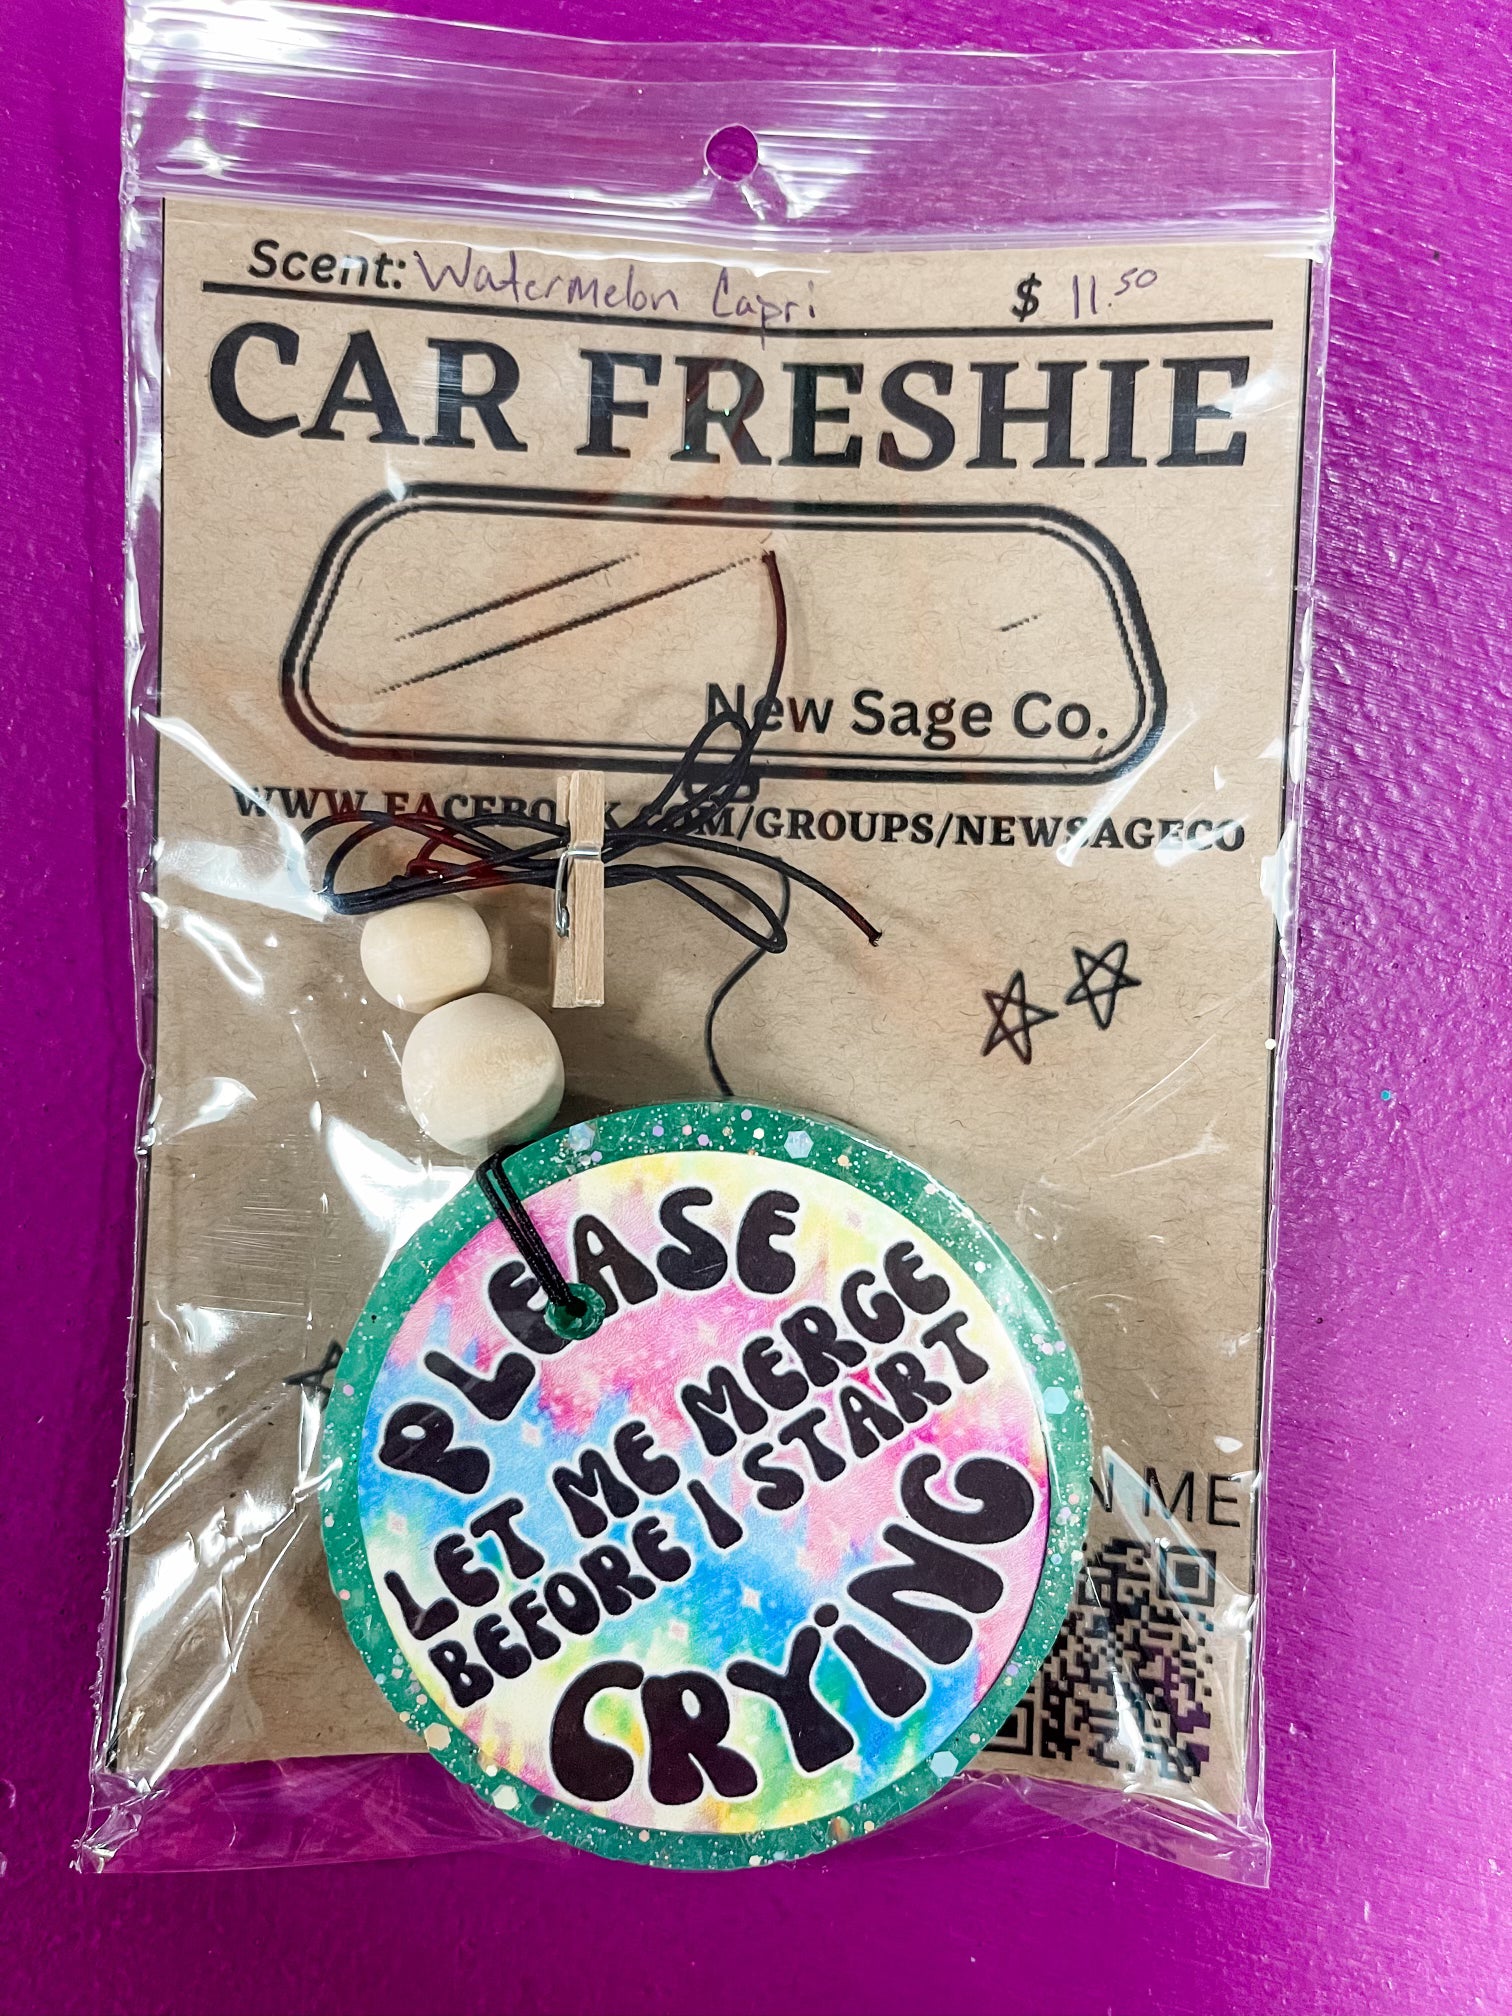 Scent: Watermelon Capri $ 11.50
CAR FRESHIE
New Sage Co.
WWW.FACEBOOK.COM/GROUPS/NEWSAGECO
PLEASE
LET ME MERGE
BEFORE I START
CRYiNG
ME